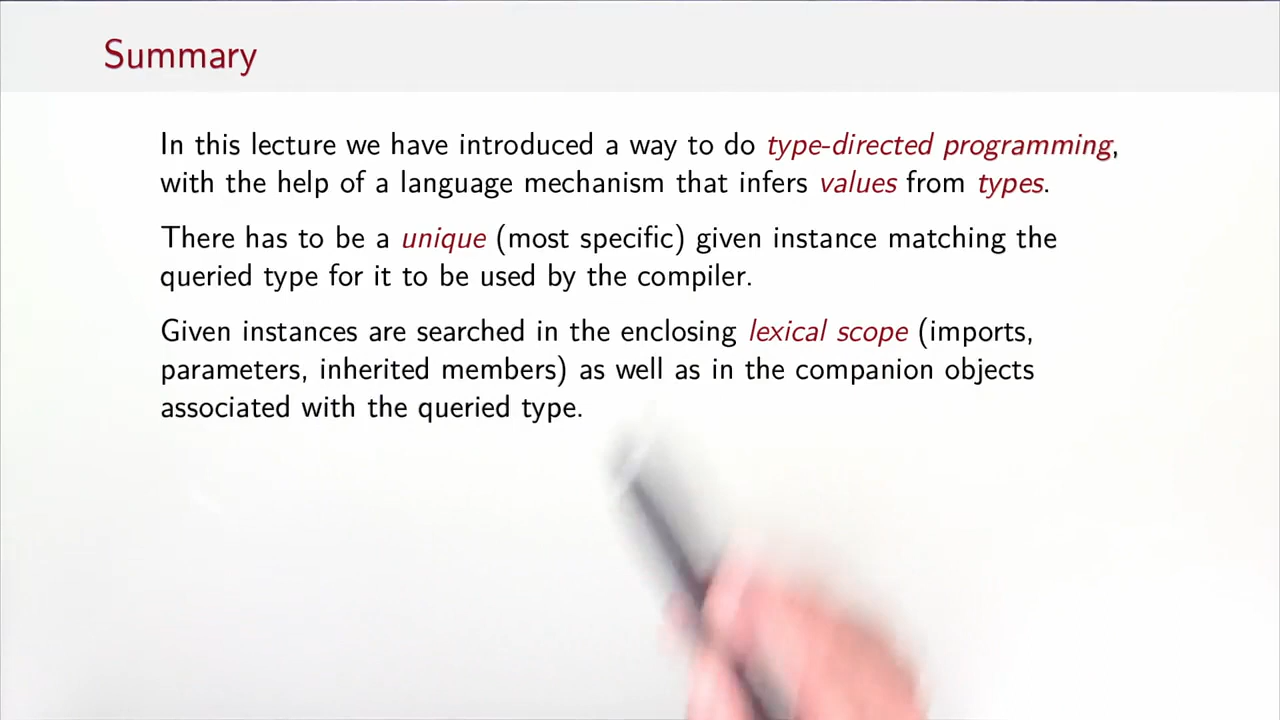 Summary
In this lecture we have introduced a way to do type-directed programming,
with the help of a language mechanism that infers values from types.
There has to be a unique (most specific) given instance matching the
queried type for it to be used by the compiler.
Given instances are searched in the enclosing lexical scope (imports,
parameters, inherited members) as well as in the companion objects
associated with the queried type.